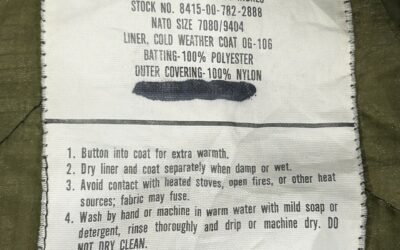 STOCK NO. 8415-00-782-2888
NATO SIZE 7080/9404
LINER, COLD WEATHER COAT OG-106
BATTING-100% POLYESTER
OUTER COVERING-100% NYLON
1. Button into coat for extra warmth.
2. Dry liner and coat separately when damp or wet.
3. Avoid contact with heated stoves, open fires, or other heat
sources; fabric may fuse.
4. Wash by hand or machine in warm water with mild soap or
detergent, rinse thoroughly and drip or machine dry. DO
NOT DRY CLEAN.